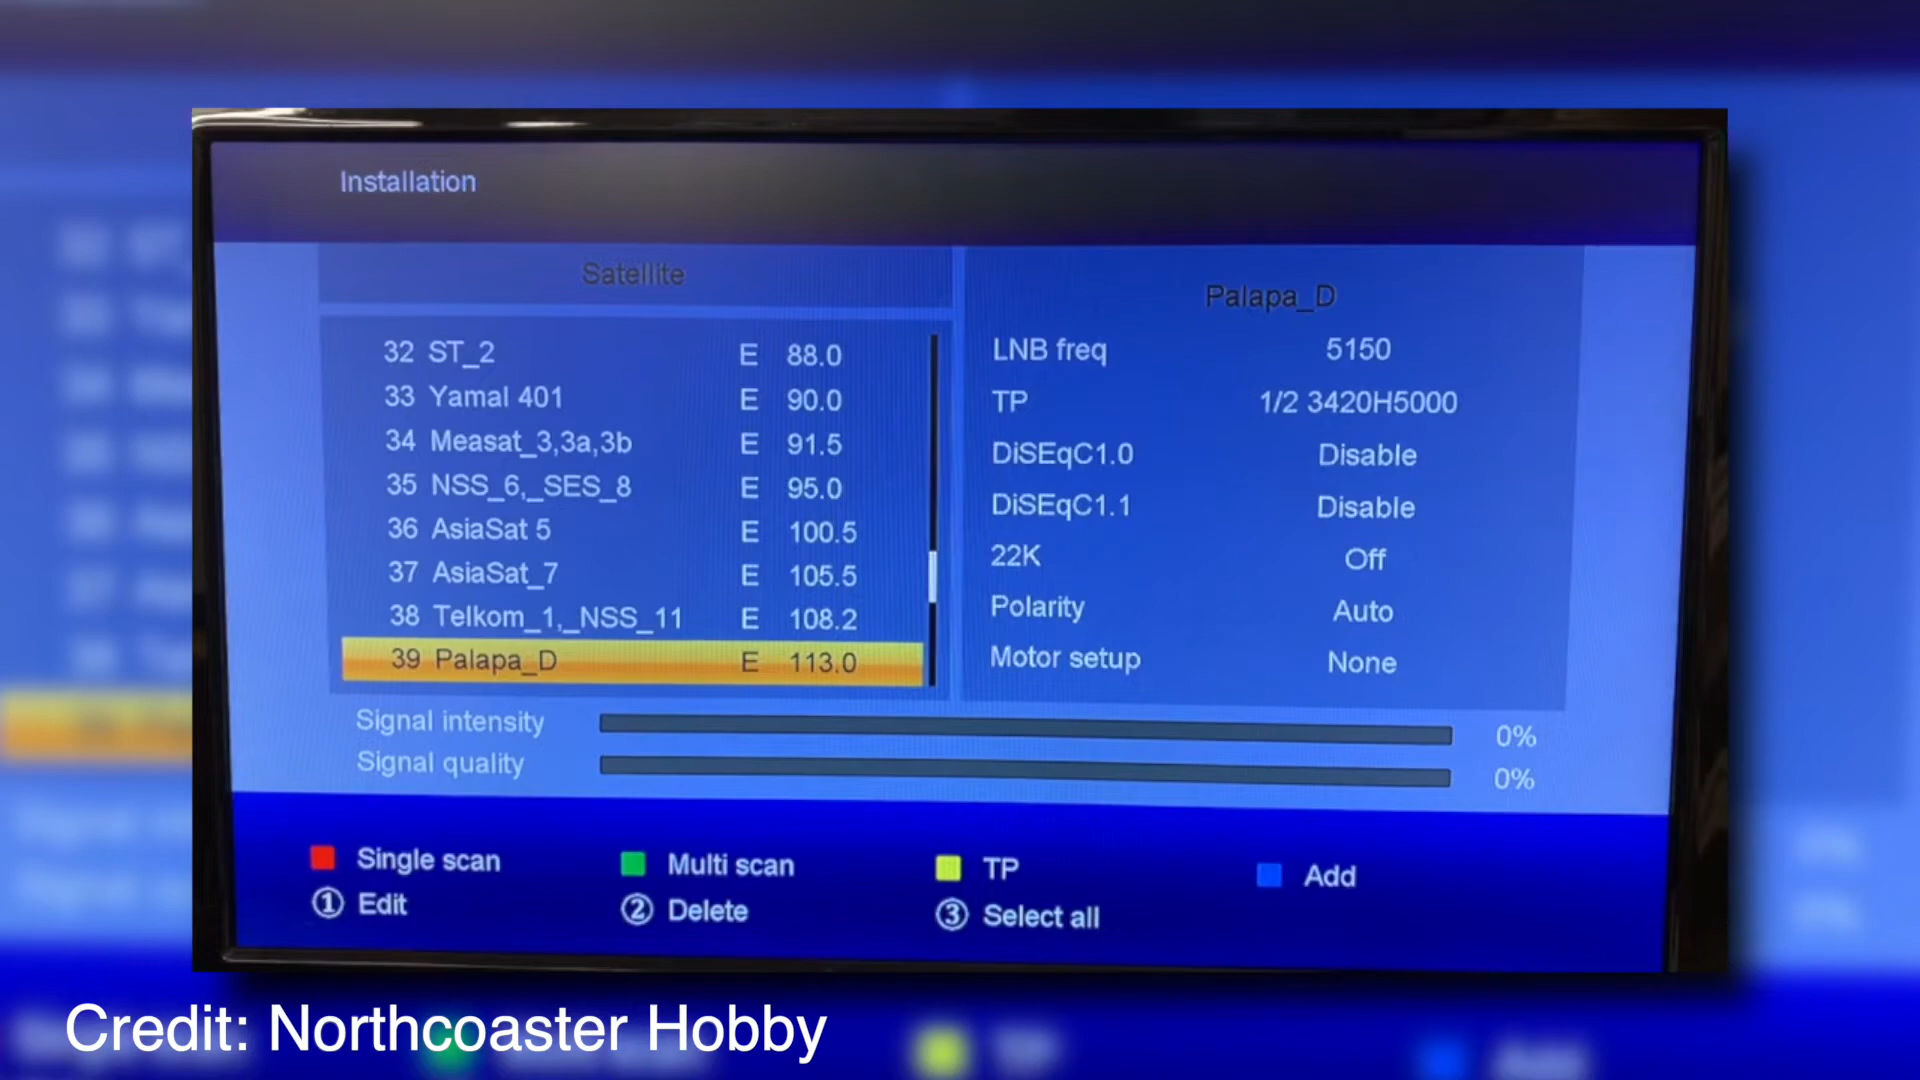 Installation
Satellite
32 ST_2 E 88.0
33 Yamal 401 E 90.0
34 Measat_3,3a,3b E 91.5
35 NSS_6,_SES_8 E 95.0
36 AsiaSat 5 E 100.5
37 AsiaSat_7 E 105.5
38 Telkom_1,_NSS_11 E 108.2
39 Palapa_D E 113.0
Palapa_D
LNB freq 5150
TP 1/2 3420H5000
DiSEqC1.0 Disable
DiSEqC1.1 Disable
22K Off
Polarity Auto
Motor setup None
Signal intensity 0%
Signal quality 0%
Single scan Multi scan TP Add
① Edit ② Delete ③ Select all
Credit: Northcoaster Hobby